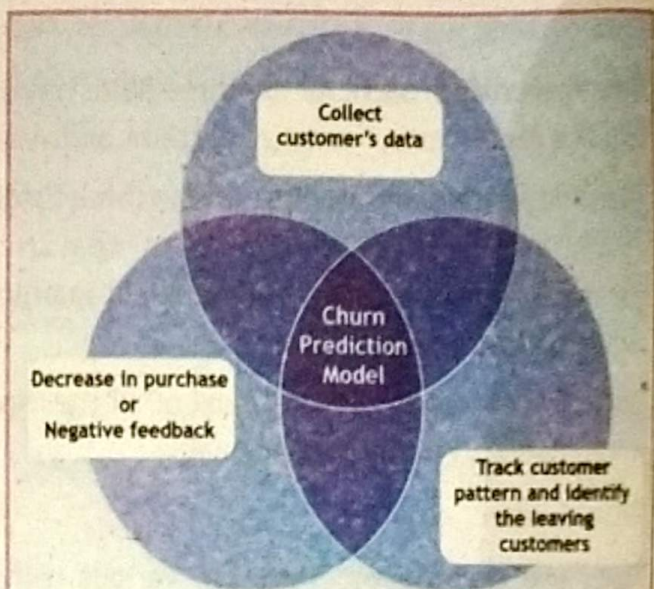 Collect
customer's data
Churn
Prediction
Model
Decrease in purchase
or
Negative feedback
Track customer
pattern and identify
the leaving
customers